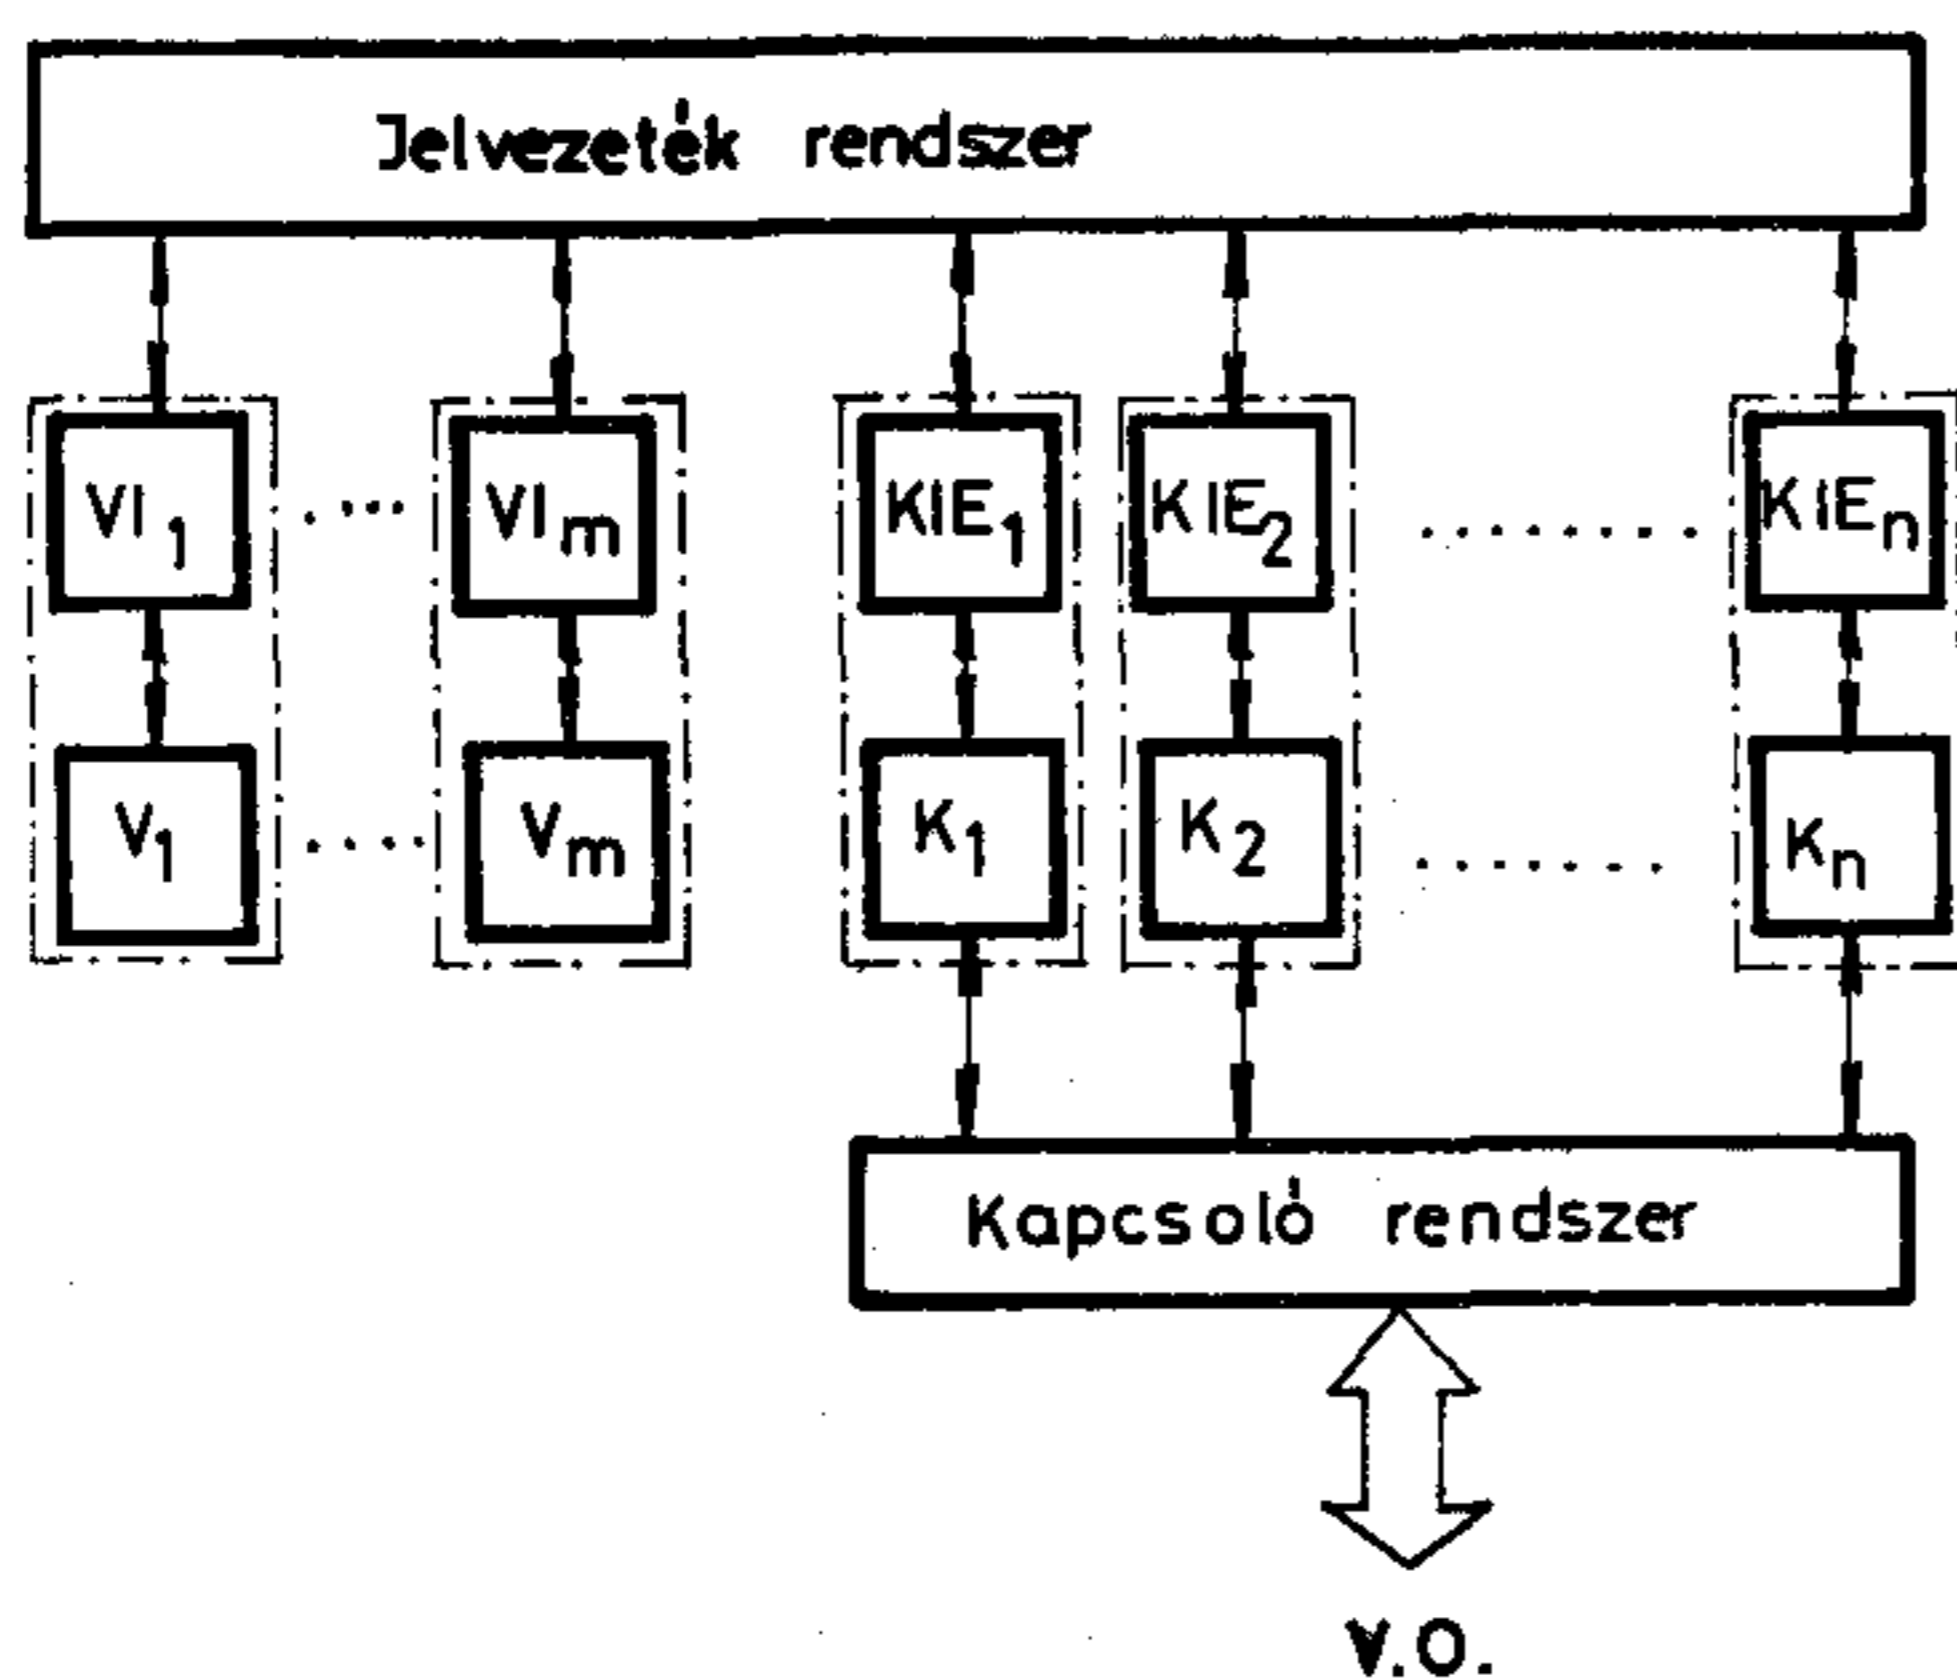 Jelvezeték rendszer
VI1 .... VIm KIE1 KIE2 ........ KIEn
V1 .... Vm K1 K2 ....... Kn
Kapcsoló rendszer
V.O.